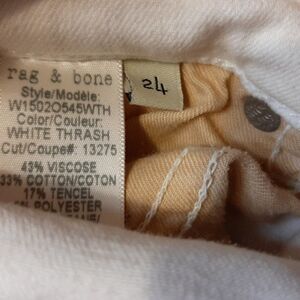 rag & bone
Style/Modèle:
W1502O545WTH
Color/Couleur:
WHITE THRASH
Cut/Coupe# 13275
43% VISCOSE
33% COTTON/COTON
17% TENCEL
POLYESTER
24